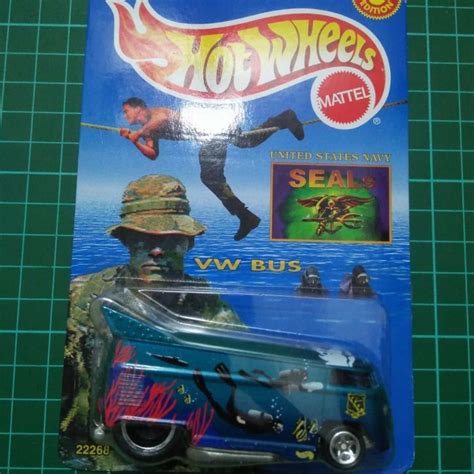 EDITION
HOT WHEELS
MATTEL
®
UNITED STATES NAVY
SEALs
VW BUS
22268